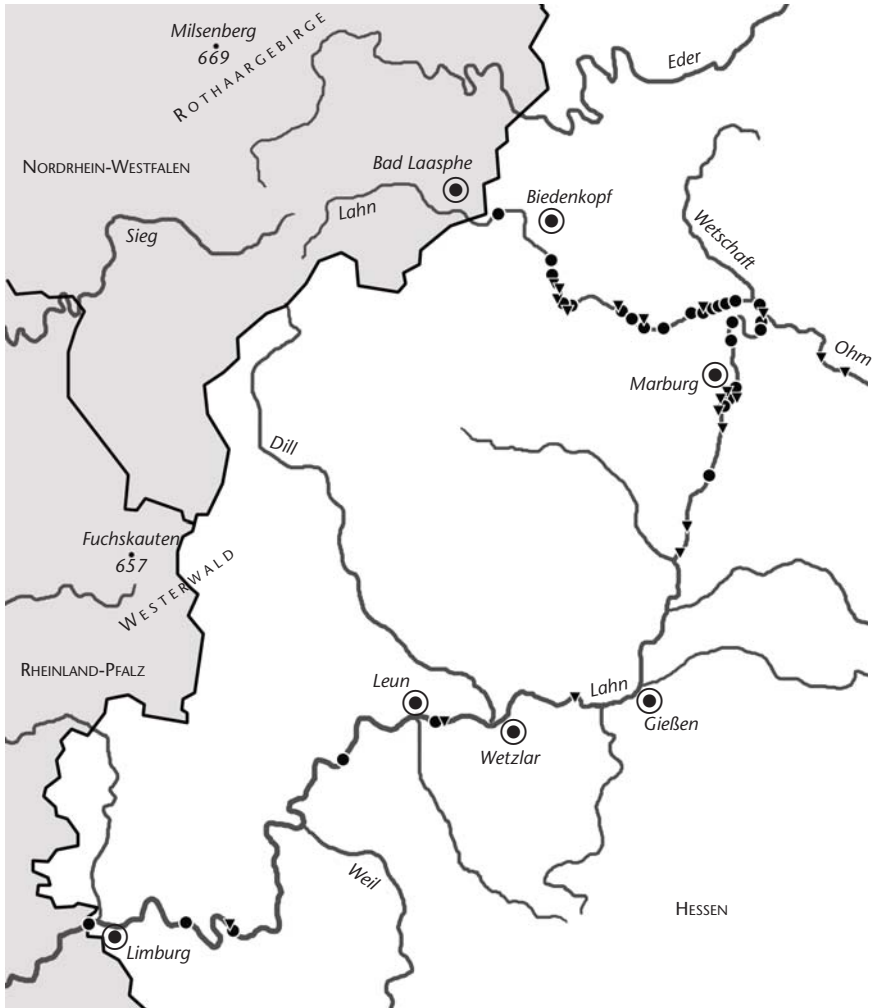 Milsenberg
669
ROTHAARGEBIRGE
Eder
NORDRHEIN-WESTFALEN
Bad Laasphe
Biedenkopf
Lahn
Sieg
Wetschaft
Ohm
Marburg
Dill
Fuchskauten
657
WESTERWALD
RHEINLAND-PFALZ
Leun
Lahn
Gießen
Wetzlar
Weil
HESSEN
Limburg